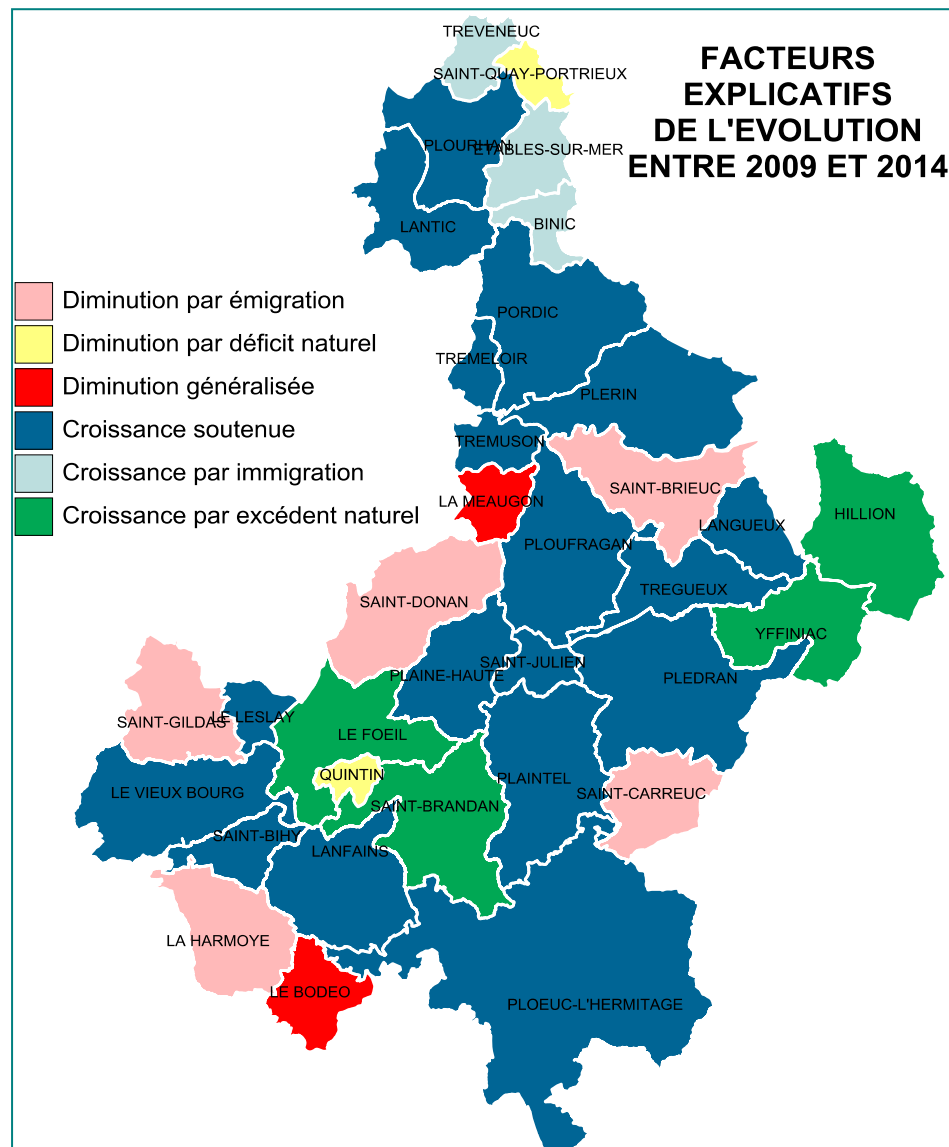 FACTEURS
EXPLICATIFS
DE L'EVOLUTION
ENTRE 2009 ET 2014
TREVENEUC
SAINT-QUAY-PORTRIEUX
PLOURHAN
ETABLES-SUR-MER
LANTIC
BINIC
Diminution par émigration
Diminution par déficit naturel
Diminution généralisée
Croissance soutenue
Croissance par immigration
Croissance par excédent naturel
PORDIC
TREMELOIR
PLERIN
TREMUSON
LA MEAUGON
SAINT-BRIEUC
HILLION
LANGUEUX
PLOUFRAGAN
TREGUEUX
SAINT-DONAN
YFFINIAC
SAINT-JULIEN
PLAINE-HAUTE
PLEDRAN
LE LESLAY
SAINT-GILDAS
LE FOEIL
QUINTIN
PLAINTEL
LE VIEUX BOURG
SAINT-CARREUC
SAINT-BRANDAN
SAINT-BIHY
LANFAINS
LA HARMOYE
LE BODEO
PLOEUC-L'HERMITAGE